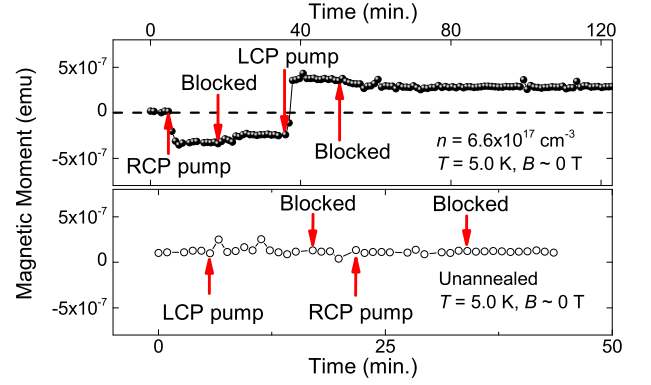 Time (min.)
0 40 80 120
LCP pump
Blocked
5x10⁻⁷
0
-5x10⁻⁷
RCP pump
Blocked
n = 6.6x10¹⁷ cm⁻³
T = 5.0 K, B ~ 0 T
Magnetic Moment (emu)
5x10⁻⁷
0
-5x10⁻⁷
Blocked
Blocked
LCP pump
RCP pump
Unannealed
T = 5.0 K, B ~ 0 T
0 25 50
Time (min.)